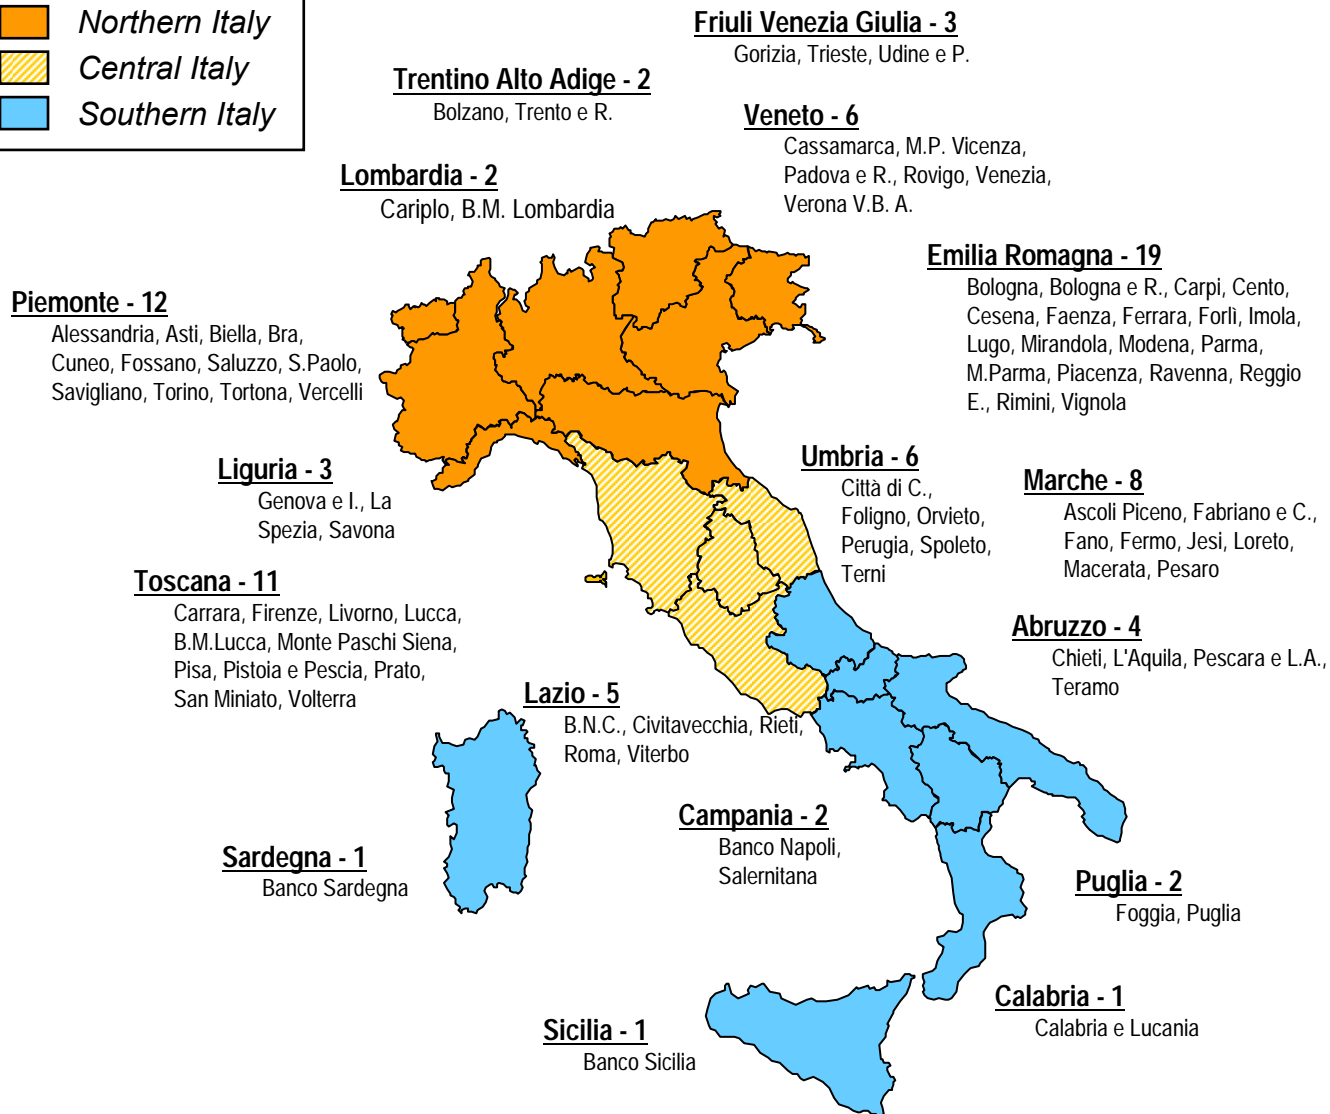 Northern Italy
Central Italy
Southern Italy
Friuli Venezia Giulia - 3
Gorizia, Trieste, Udine e P.
Trentino Alto Adige - 2
Bolzano, Trento e R.
Veneto - 6
Cassamarca, M.P. Vicenza,
Padova e R., Rovigo, Venezia,
Verona V.B. A.
Lombardia - 2
Cariplo, B.M. Lombardia
Emilia Romagna - 19
Bologna, Bologna e R., Carpi, Cento,
Cesena, Faenza, Ferrara, Forlì, Imola,
Lugo, Mirandola, Modena, Parma,
M.Parma, Piacenza, Ravenna, Reggio
E., Rimini, Vignola
Piemonte - 12
Alessandria, Asti, Biella, Bra,
Cuneo, Fossano, Saluzzo, S.Paolo,
Savigliano, Torino, Tortona, Vercelli
Liguria - 3
Genova e I., La
Spezia, Savona
Umbria - 6
Città di C.,
Foligno, Orvieto,
Perugia, Spoleto,
Terni
Marche - 8
Ascoli Piceno, Fabriano e C.,
Fano, Fermo, Jesi, Loreto,
Macerata, Pesaro
Toscana - 11
Carrara, Firenze, Livorno, Lucca,
B.M.Lucca, Monte Paschi Siena,
Pisa, Pistoia e Pescia, Prato,
San Miniato, Volterra
Abruzzo - 4
Chieti, L'Aquila, Pescara e L.A.,
Teramo
Lazio - 5
B.N.C., Civitavecchia, Rieti,
Roma, Viterbo
Campania - 2
Banco Napoli,
Salernitana
Sardegna - 1
Banco Sardegna
Puglia - 2
Foggia, Puglia
Calabria - 1
Calabria e Lucania
Sicilia - 1
Banco Sicilia